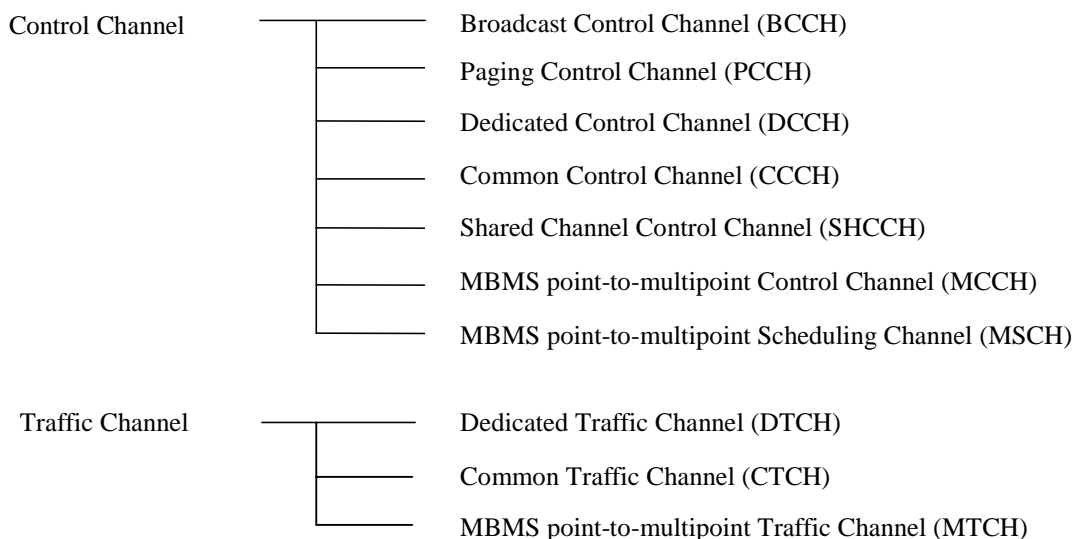 Control Channel
Broadcast Control Channel (BCCH)
Paging Control Channel (PCCH)
Dedicated Control Channel (DCCH)
Common Control Channel (CCCH)
Shared Channel Control Channel (SHCCH)
MBMS point-to-multipoint Control Channel (MCCH)
MBMS point-to-multipoint Scheduling Channel (MSCH)
Traffic Channel
Dedicated Traffic Channel (DTCH)
Common Traffic Channel (CTCH)
MBMS point-to-multipoint Traffic Channel (MTCH)